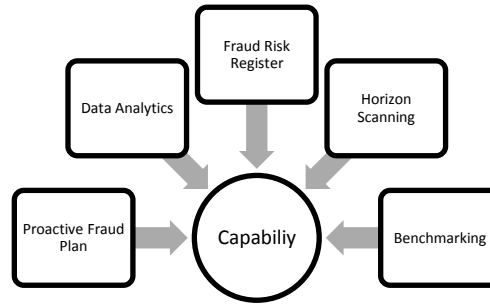 Fraud Risk
Register
Data Analytics
Horizon
Scanning
Proactive Fraud
Plan
Capabiliy
Benchmarking